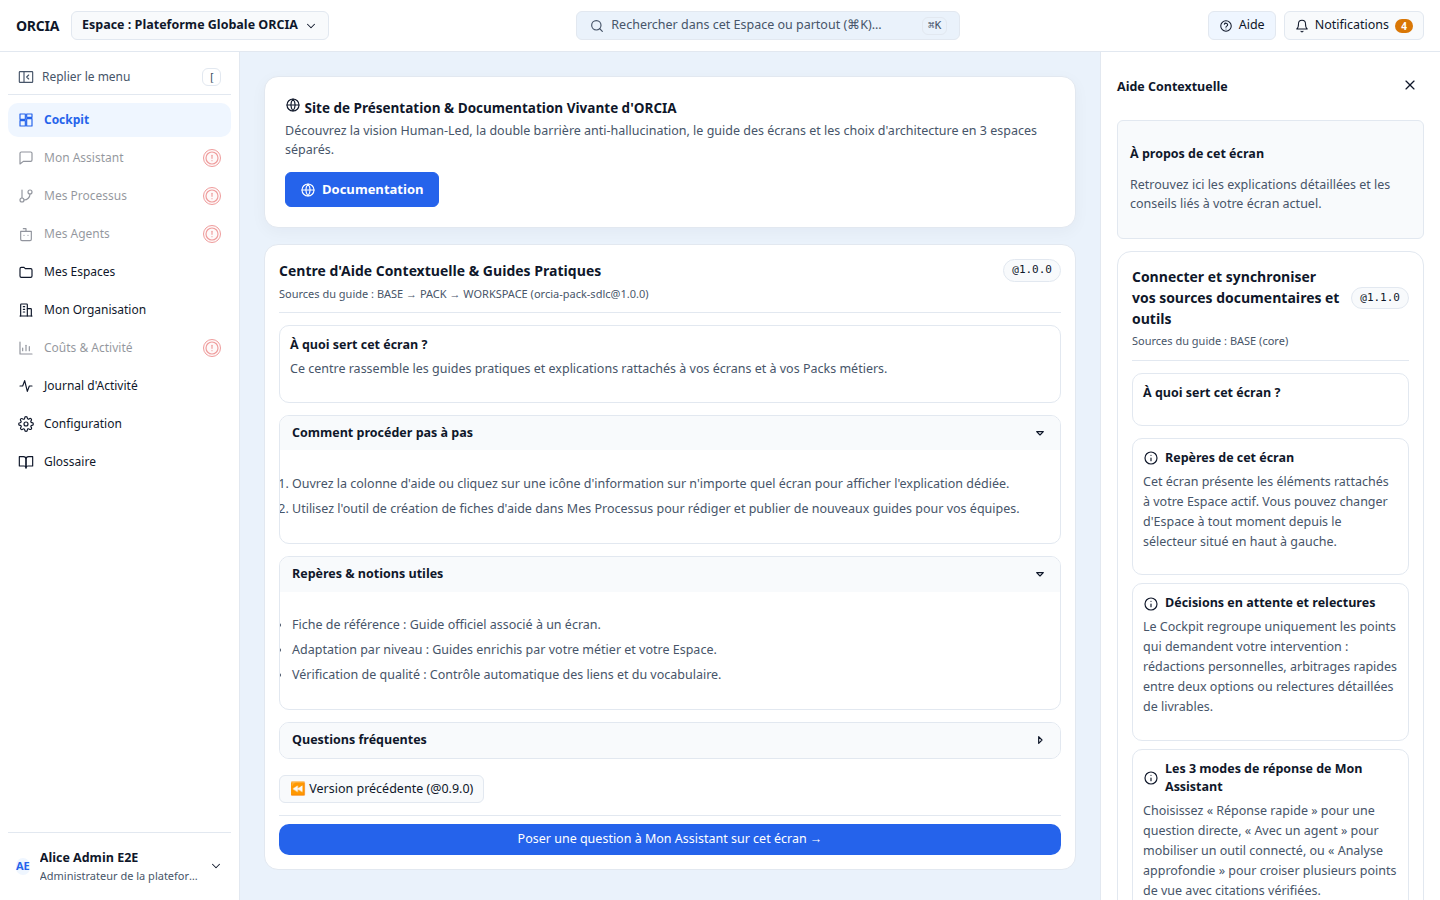 ORCIA
Espace : Plateforme Globale ORCIA
Rechercher dans cet Espace ou partout (⌘K)...
⌘K
Aide
Notifications 4
Replier le menu [
Cockpit
Mon Assistant
Mes Processus
Mes Agents
Mes Espaces
Mon Organisation
Coûts & Activité
Journal d'Activité
Configuration
Glossaire
AE
Alice Admin E2E
Administrateur de la platefor...
Site de Présentation & Documentation Vivante d'ORCIA
Découvrez la vision Human-Led, la double barrière anti-hallucination, le guide des écrans et les choix d'architecture en 3 espaces
séparés.
Documentation
Centre d'Aide Contextuelle & Guides Pratiques
@1.0.0
Sources du guide : BASE → PACK → WORKSPACE (orcia-pack-sdlc@1.0.0)
À quoi sert cet écran ?
Ce centre rassemble les guides pratiques et explications rattachés à vos écrans et à vos Packs métiers.
Comment procéder pas à pas
1. Ouvrez la colonne d'aide ou cliquez sur une icône d'information sur n'importe quel écran pour afficher l'explication dédiée.
2. Utilisez l'outil de création de fiches d'aide dans Mes Processus pour rédiger et publier de nouveaux guides pour vos équipes.
Repères & notions utiles
• Fiche de référence : Guide officiel associé à un écran.
• Adaptation par niveau : Guides enrichis par votre métier et votre Espace.
• Vérification de qualité : Contrôle automatique des liens et du vocabulaire.
Questions fréquentes
⏪ Version précédente (@0.9.0)
Poser une question à Mon Assistant sur cet écran →
Aide Contextuelle
À propos de cet écran
Retrouvez ici les explications détaillées et les
conseils liés à votre écran actuel.
Connecter et synchroniser
vos sources documentaires et
outils
@1.1.0
Sources du guide : BASE (core)
À quoi sert cet écran ?
Repères de cet écran
Cet écran présente les éléments rattachés
à votre Espace actif. Vous pouvez changer
d'Espace à tout moment depuis le
sélecteur situé en haut à gauche.
Décisions en attente et relectures
Le Cockpit regroupe uniquement les points
qui demandent votre intervention :
rédactions personnelles, arbitrages rapides
entre deux options ou relectures détaillées
de livrables.
Les 3 modes de réponse de Mon
Assistant
Choisissez « Réponse rapide » pour une
question directe, « Avec un agent » pour
mobiliser un outil connecté, ou « Analyse
approfondie » pour croiser plusieurs points
de vue avec citations vérifiées.